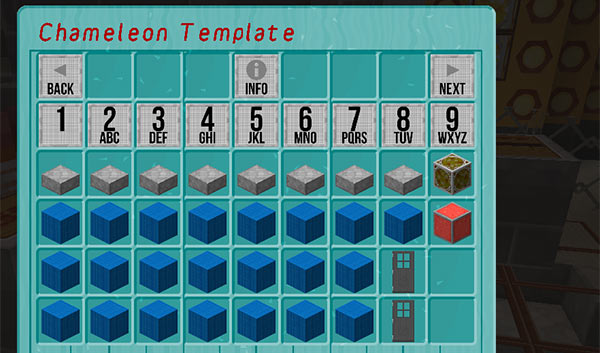 Chameleon Template
BACK INFO NEXT
1 2 3 4 5 6 7 8 9
ABC DEF GHI JKL MNO PQRS TUV WXYZ